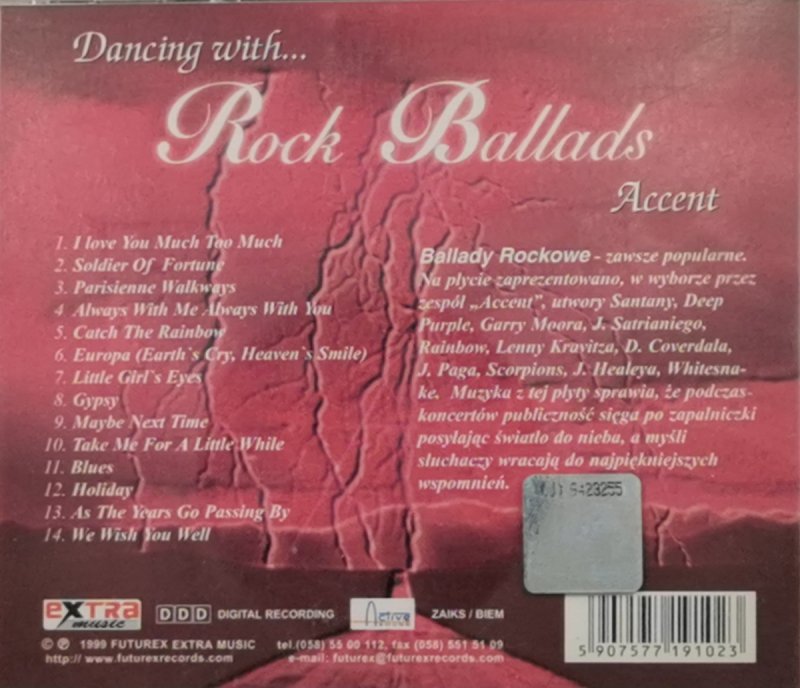 Dancing with...
Rock Ballads
Accent
1. I love You Much Too Much
2. Soldier Of Fortune
3. Parisienne Walkways
4 Always With Me Always With You
5. Catch The Rainbow
6. Europa (Earth`s Cry, Heaven`s Smile)
7. Little Girl`s Eyes
8. Gypsy
9. Maybe Next Time
10. Take Me For A Little While
11. Blues
12. Holiday
13. As The Years Go Passing By
14. We Wish You Well
Ballady Rockowe - zawsze popularne.
Na płycie zaprezentowano, w wyborze przez
zespół „Accent”, utwory Santany, Deep
Purple, Garry Moora, J. Satrianiego,
Rainbow, Lenny Kravitza, D. Coverdala,
J. Paga, Scorpions, J. Healeya, Whitesna-
ke. Muzyka z tej płyty sprawia, że podczas-
koncertów publiczność sięga po zapalniczki
posyłając światło do nieba, a myśli
słuchaczy wracają do najpiękniejszych
wspomnień.
9423255
extra
music
DDD DIGITAL RECORDING
Active
ZAIKS / BIEM
© ℗ 1999 FUTUREX EXTRA MUSIC tel.(058) 55 00 112, fax (058) 551 51 09
http:// www.futurexrecords.com e-mail: futurex@futurexrecords.com
5 907577 191023